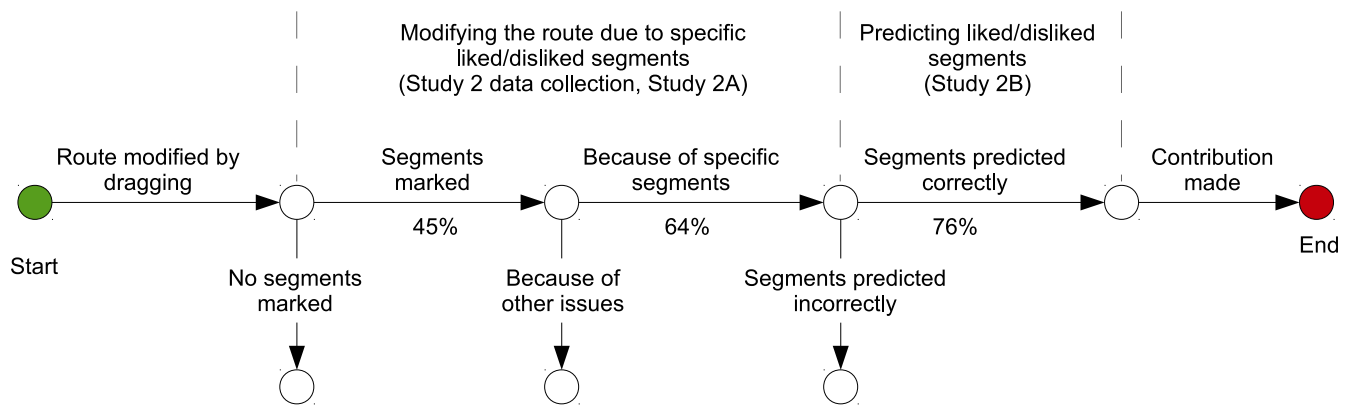 Modifying the route due to specific
liked/disliked segments
(Study 2 data collection, Study 2A)
Predicting liked/disliked
segments
(Study 2B)
Route modified by
dragging
Segments
marked
Because of specific
segments
Segments predicted
correctly
Contribution
made
45%
64%
76%
Start
End
No segments
marked
Because of
other issues
Segments predicted
incorrectly